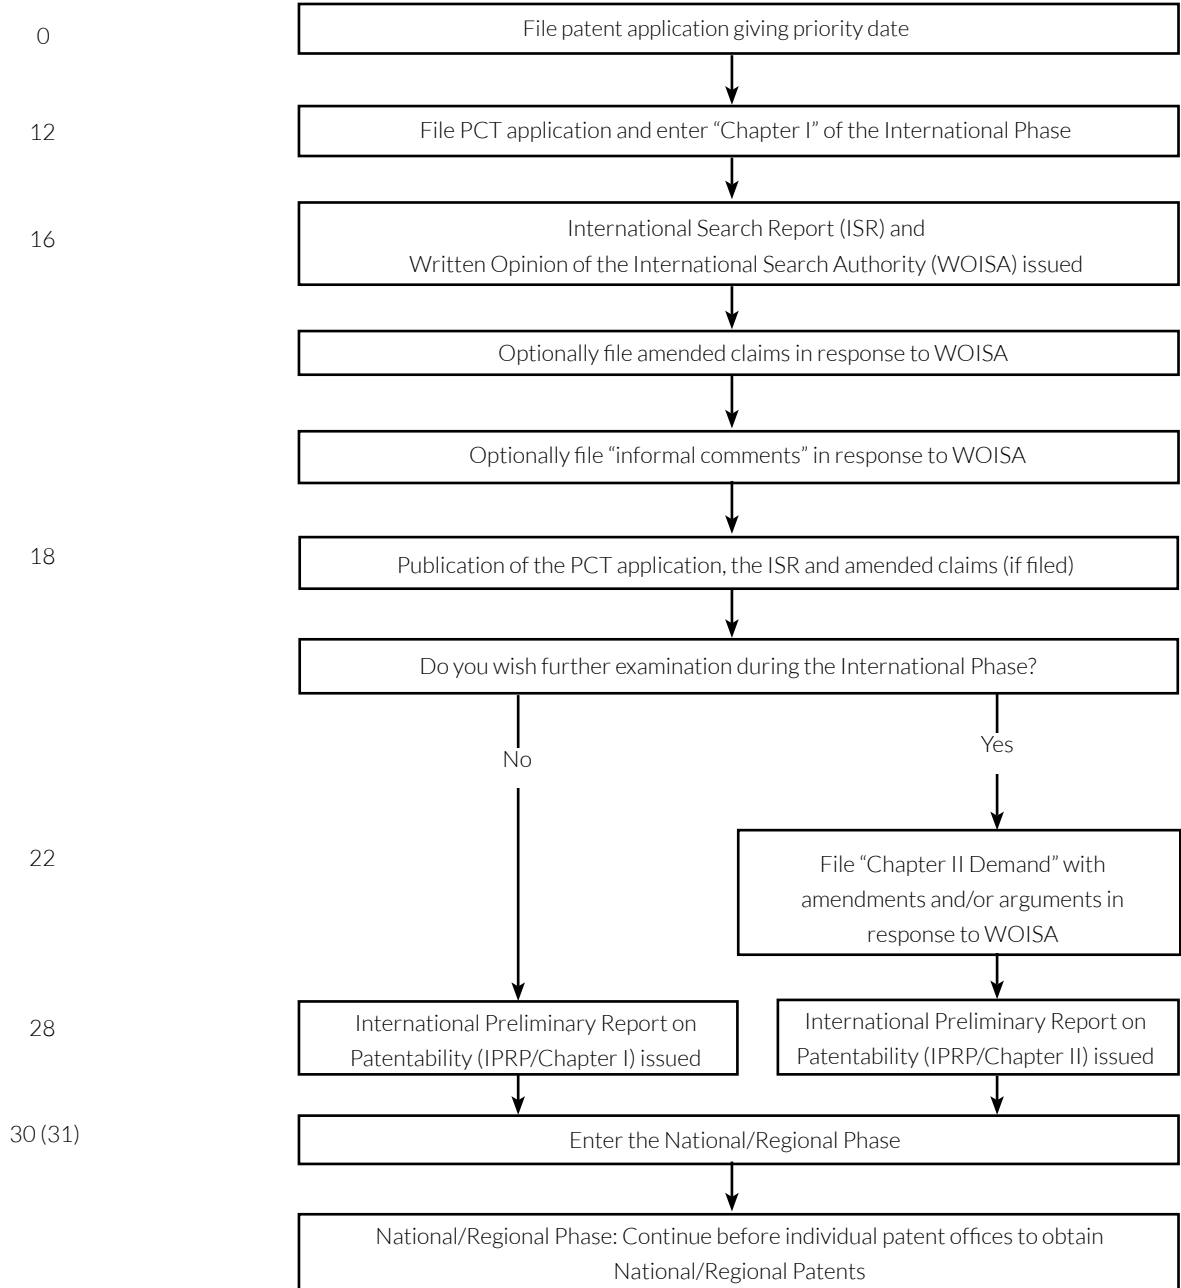 0
File patent application giving priority date
12
File PCT application and enter “Chapter I” of the International Phase
16
International Search Report (ISR) and
Written Opinion of the International Search Authority (WOISA) issued
Optionally file amended claims in response to WOISA
Optionally file “informal comments” in response to WOISA
18
Publication of the PCT application, the ISR and amended claims (if filed)
Do you wish further examination during the International Phase?
No
Yes
22
File “Chapter II Demand” with
amendments and/or arguments in
response to WOISA
28
International Preliminary Report on
Patentability (IPRP/Chapter I) issued
International Preliminary Report on
Patentability (IPRP/Chapter II) issued
30 (31)
Enter the National/Regional Phase
National/Regional Phase: Continue before individual patent offices to obtain
National/Regional Patents